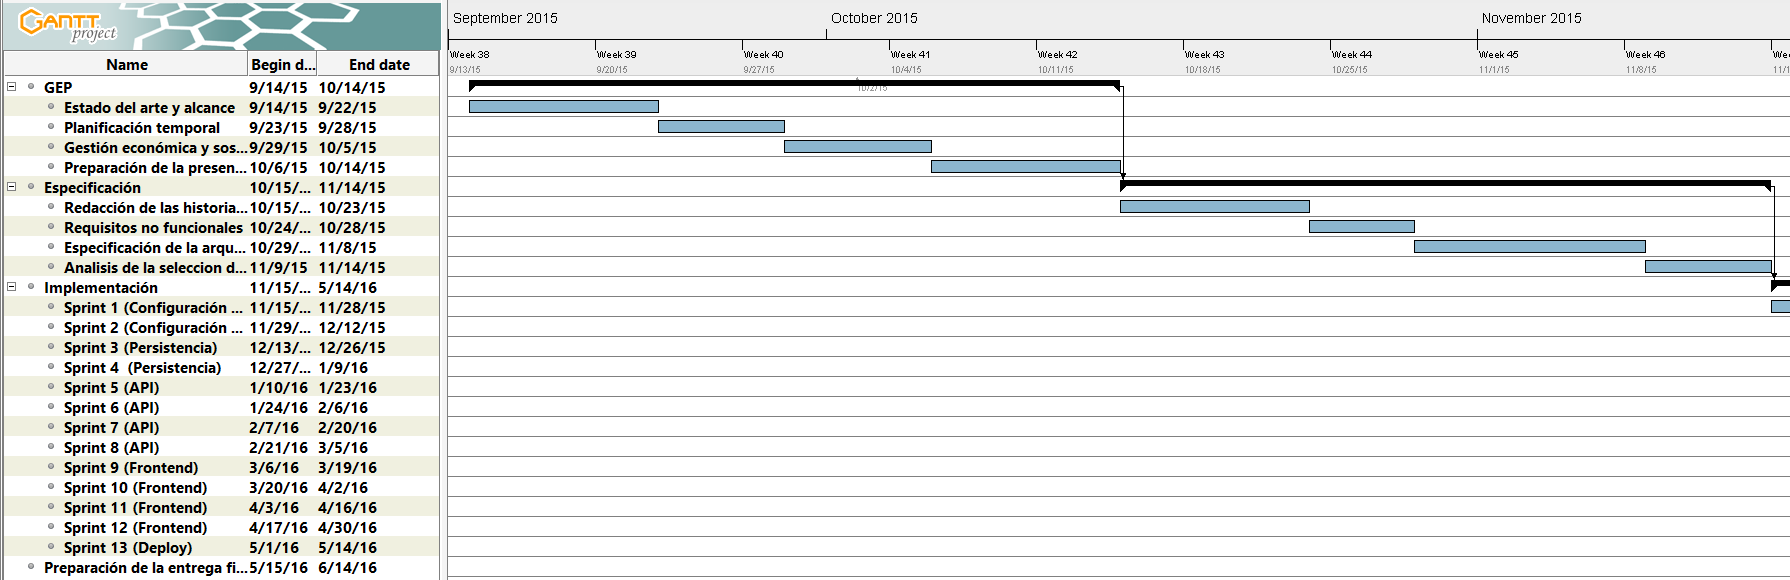 GANTT
project
September 2015 October 2015 November 2015
Week 38 Week 39 Week 40 Week 41 Week 42 Week 43 Week 44 Week 45 Week 46
9/13/15 9/20/15 9/27/15 10/4/15 10/11/15 10/18/15 10/25/15 11/1/15 11/8/15
10/2/15
Name Begin d... End date
GEP 9/14/15 10/14/15
Estado del arte y alcance 9/14/15 9/22/15
Planificación temporal 9/23/15 9/28/15
Gestión económica y sos... 9/29/15 10/5/15
Preparación de la presen... 10/6/15 10/14/15
Especificación 10/15/... 11/14/15
Redacción de las historia... 10/15/... 10/23/15
Requisitos no funcionales 10/24/... 10/28/15
Especificación de la arqu... 10/29/... 11/8/15
Analisis de la seleccion d... 11/9/15 11/14/15
Implementación 11/15/... 5/14/16
Sprint 1 (Configuración ... 11/15/... 11/28/15
Sprint 2 (Configuración ... 11/29/... 12/12/15
Sprint 3 (Persistencia) 12/13/... 12/26/15
Sprint 4 (Persistencia) 12/27/... 1/9/16
Sprint 5 (API) 1/10/16 1/23/16
Sprint 6 (API) 1/24/16 2/6/16
Sprint 7 (API) 2/7/16 2/20/16
Sprint 8 (API) 2/21/16 3/5/16
Sprint 9 (Frontend) 3/6/16 3/19/16
Sprint 10 (Frontend) 3/20/16 4/2/16
Sprint 11 (Frontend) 4/3/16 4/16/16
Sprint 12 (Frontend) 4/17/16 4/30/16
Sprint 13 (Deploy) 5/1/16 5/14/16
Preparación de la entrega fi... 5/15/16 6/14/16